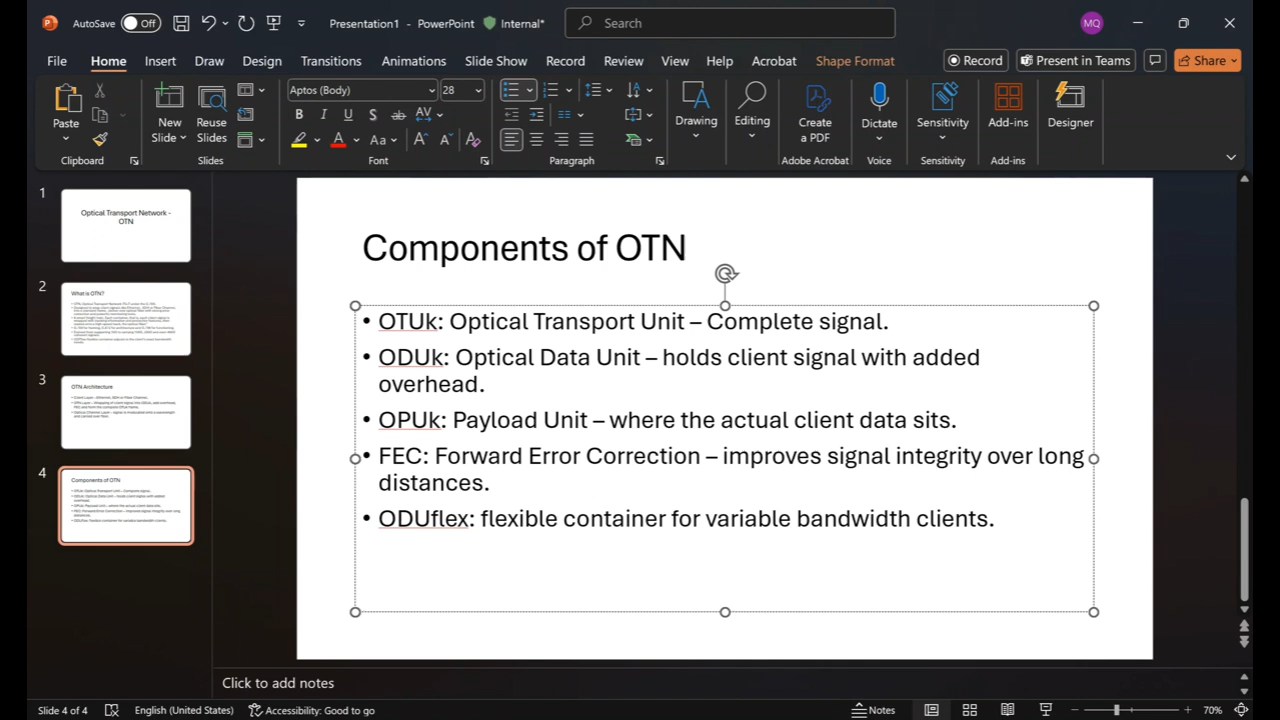 AutoSave Off Presentation1 - PowerPoint Internal* Search MQ
File Home Insert Draw Design Transitions Animations Slide Show Record Review View Help Acrobat Shape Format Record Present in Teams Share
Paste New Slide Reuse Slides Aptos (Body) 28 Drawing Editing Create a PDF Dictate Sensitivity Add-ins Designer
Clipboard Slides Font Paragraph Adobe Acrobat Voice Sensitivity Add-ins
1
Optical Transport Network -
OTN
2
What is OTN?
3
OTN Architecture
4
Components of OTN
Components of OTN
• OTUk: Optical Transport Unit – Complete signal.
• ODUk: Optical Data Unit – holds client signal with added
overhead.
• OPUk: Payload Unit – where the actual client data sits.
• FEC: Forward Error Correction – improves signal integrity over long
distances.
• ODUflex: flexible container for variable bandwidth clients.
Click to add notes
Slide 4 of 4 English (United States) Accessibility: Good to go Notes 70%